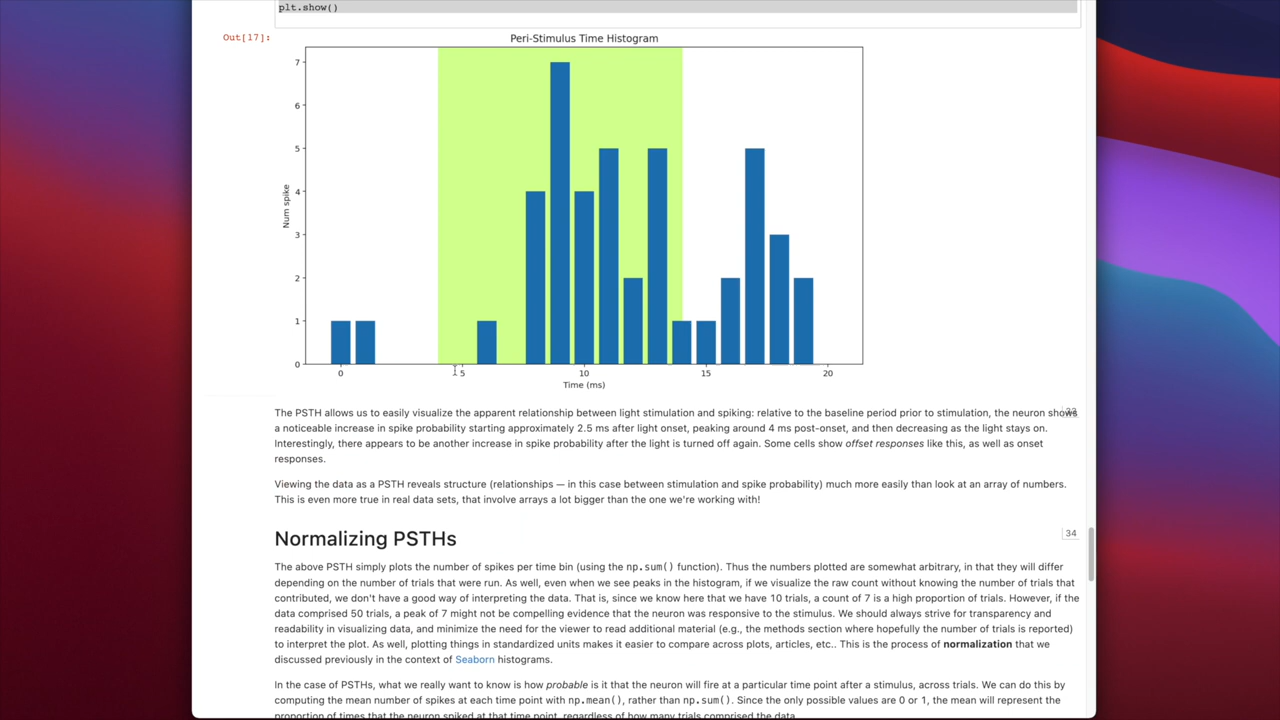 plt.show()
Out[17]:
Peri-Stimulus Time Histogram
7
6
5
4
3
2
1
0
Num spike
0 5 10 15 20
Time (ms)
The PSTH allows us to easily visualize the apparent relationship between light stimulation and spiking: relative to the baseline period prior to stimulation, the neuron shows
a noticeable increase in spike probability starting approximately 2.5 ms after light onset, peaking around 4 ms post-onset, and then decreasing as the light stays on.
Interestingly, there appears to be another increase in spike probability after the light is turned off again. Some cells show offset responses like this, as well as onset
responses.
Viewing the data as a PSTH reveals structure (relationships — in this case between stimulation and spike probability) much more easily than look at an array of numbers.
This is even more true in real data sets, that involve arrays a lot bigger than the one we're working with!
Normalizing PSTHs
34
The above PSTH simply plots the number of spikes per time bin (using the np.sum() function). Thus the numbers plotted are somewhat arbitrary, in that they will differ
depending on the number of trials that were run. As well, even when we see peaks in the histogram, if we visualize the raw count without knowing the number of trials that
contributed, we don't have a good way of interpreting the data. That is, since we know here that we have 10 trials, a count of 7 is a high proportion of trials. However, if the
data comprised 50 trials, a peak of 7 might not be compelling evidence that the neuron was responsive to the stimulus. We should always strive for transparency and
readability in visualizing data, and minimize the need for the viewer to read additional material (e.g., the methods section where hopefully the number of trials is reported)
to interpret the plot. As well, plotting things in standardized units makes it easier to compare across plots, articles, etc.. This is the process of normalization that we
discussed previously in the context of Seaborn histograms.
In the case of PSTHs, what we really want to know is how probable is it that the neuron will fire at a particular time point after a stimulus, across trials. We can do this by
computing the mean number of spikes at each time point with np.mean(), rather than np.sum(). Since the only possible values are 0 or 1, the mean will represent the
proportion of times that the neuron spiked at that time point, regardless of how many trials comprised the data.